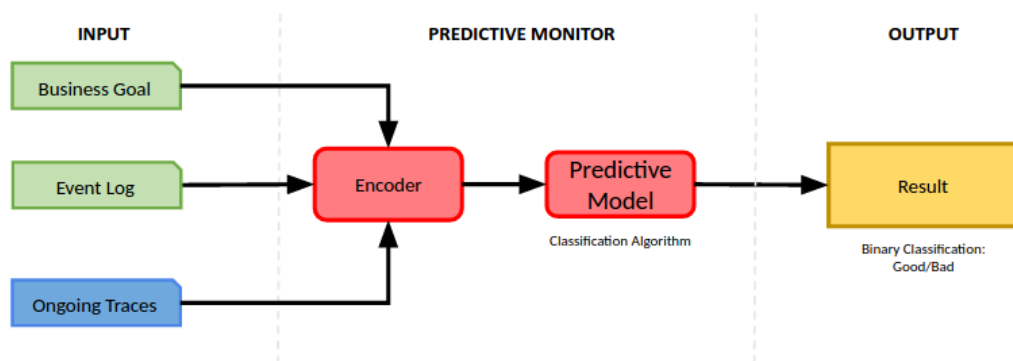 INPUT
PREDICTIVE MONITOR
OUTPUT
Business Goal
Event Log
Ongoing Traces
Encoder
Predictive
Model
Classification Algorithm
Result
Binary Classification:
Good/Bad